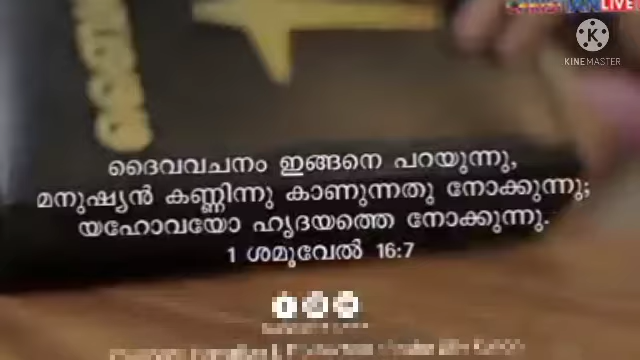 LIVE
KINEMASTER
ദൈവവചനം ഇങ്ങനെ പറയുന്നു,
മനുഷ്യൻ കണ്ണിന്നു കാണുന്നതു നോക്കുന്നു;
യഹോവയോ ഹൃദയത്തെ നോക്കുന്നു.
1 ശമുവേൽ 16:7